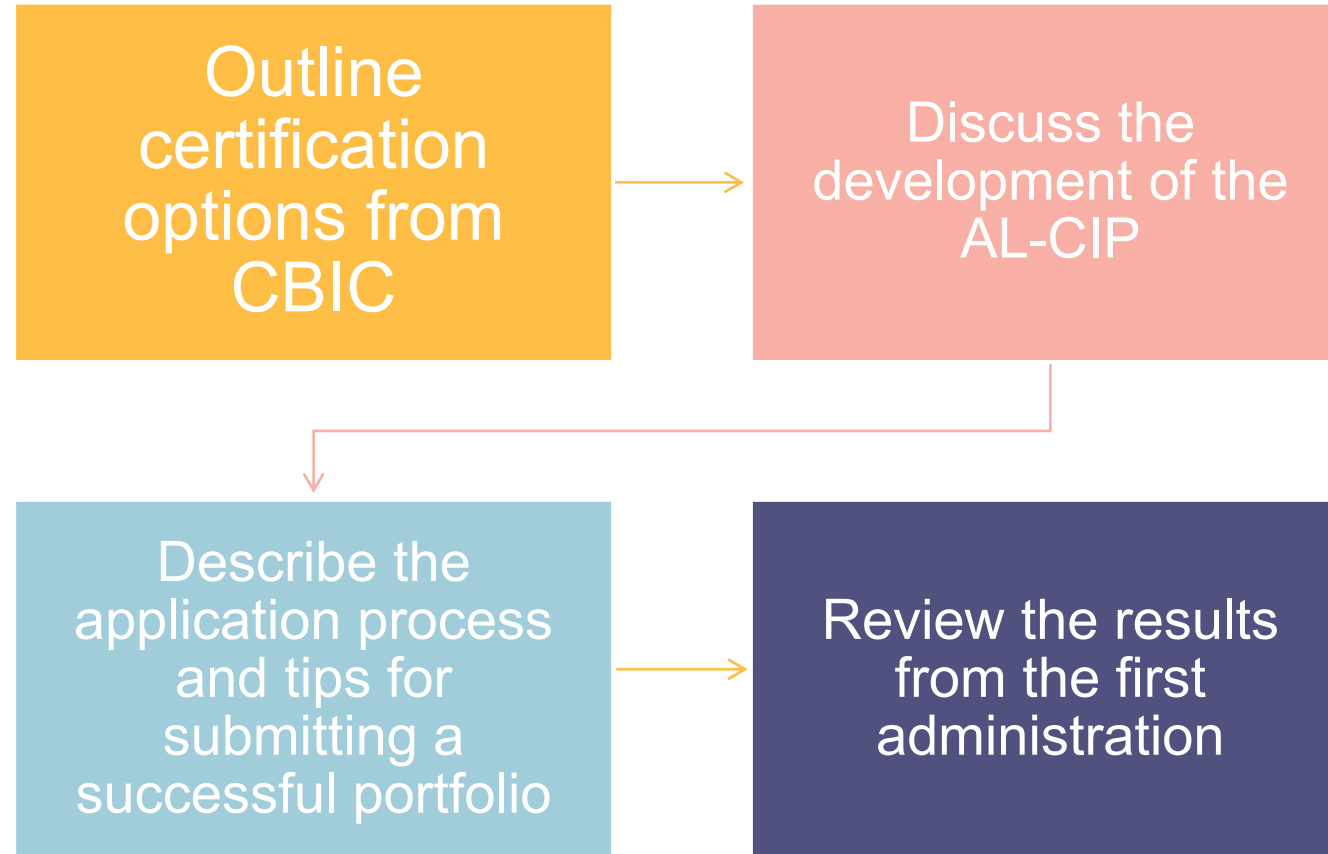 Outline
certification
options from
CBIC
Discuss the
development of the
AL-CIP
Describe the
application process
and tips for
submitting a
successful portfolio
Review the results
from the first
administration